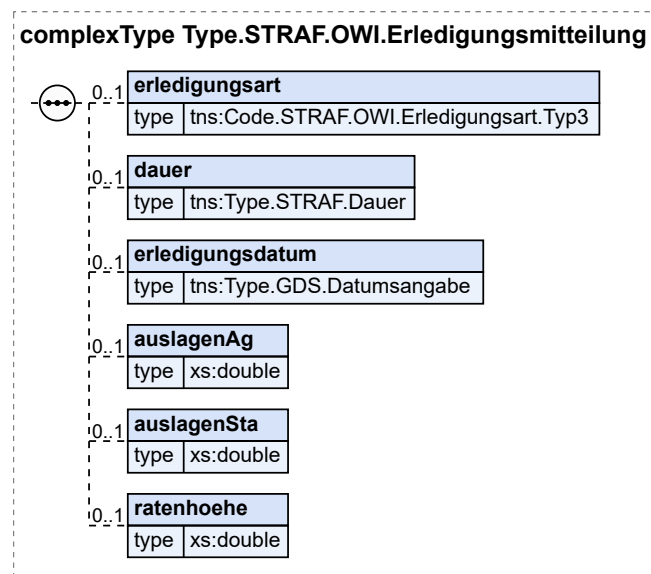 complexType Type.STRAF.OWI.Erledigungsmitteilung
0..1 erledigungsart
type tns:Code.STRAF.OWI.Erledigungsart.Typ3
0..1 dauer
type tns:Type.STRAF.Dauer
0..1 erledigungsdatum
type tns:Type.GDS.Datumsangabe
0..1 auslagenAg
type xs:double
0..1 auslagenSta
type xs:double
0..1 ratenhoehe
type xs:double